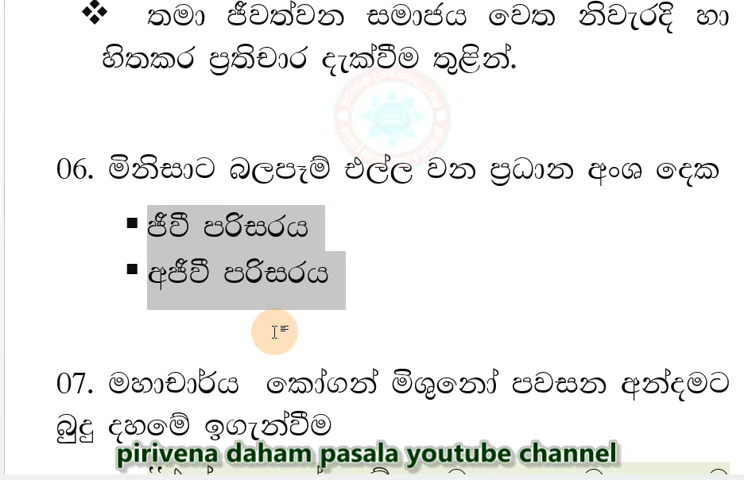 ❖ තමා ජීවත්වන සමාජය වෙත නිවැරදි හා
හිතකර ප්‍රතිචාර දැක්වීම තුළින්.
06. මිනිසාට බලපෑම් එල්ල වන ප්‍රධාන අංශ දෙක
▪ ජීවී පරිසරය
▪ අජීවී පරිසරය
07. මහාචාර්ය කෝගන් මිශුනෝ පවසන අන්දමට
බුදු දහමේ ඉගැන්වීම
pirivena daham pasala youtube channel